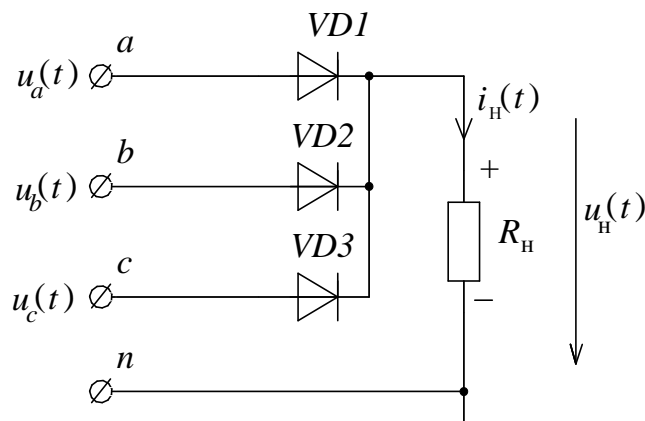 VD1
a
u_a(t)
i_н(t)
VD2
b
u_b(t)
+
R_н
u_н(t)
VD3
c
u_c(t)
−
n